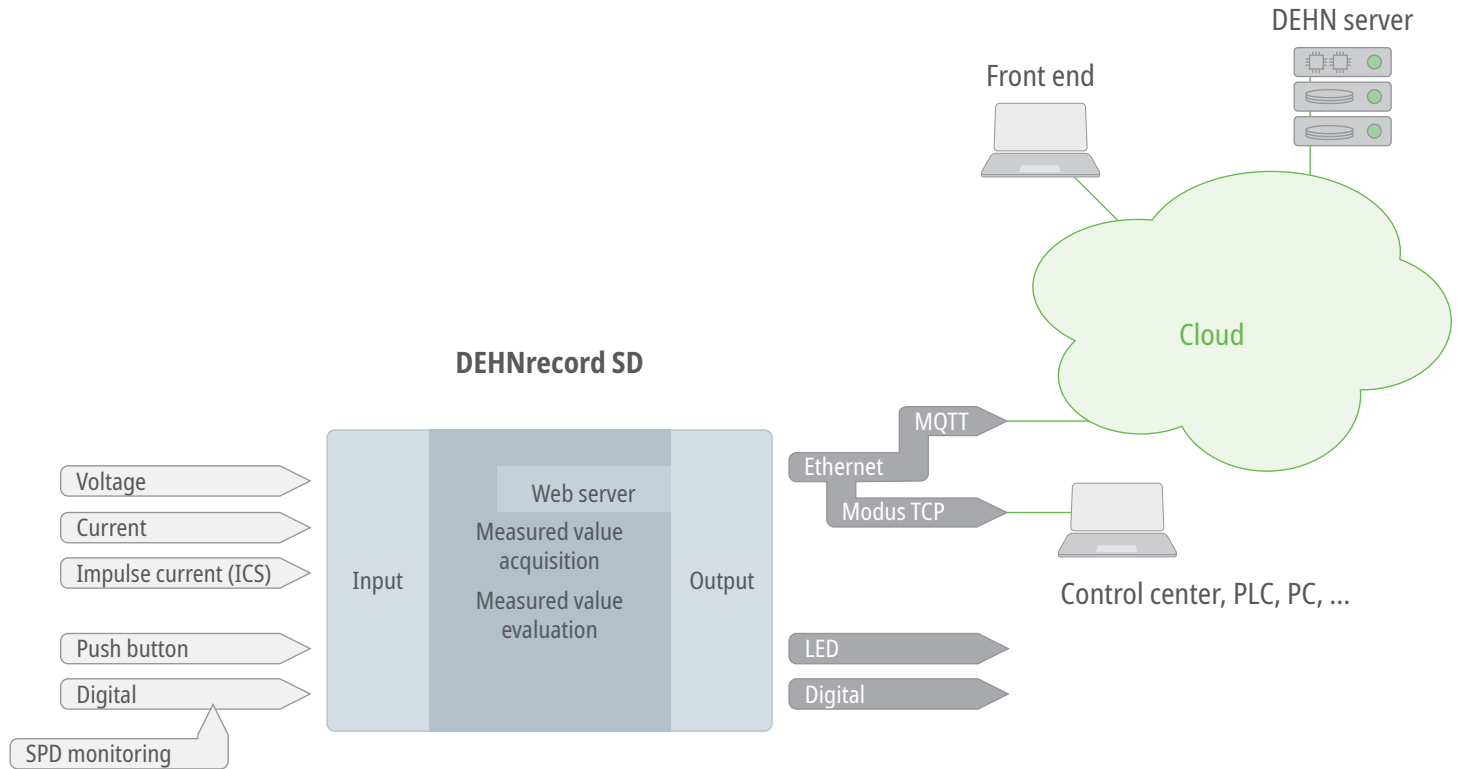 DEHN server
Front end
Cloud
DEHNrecord SD
MQTT
Voltage
Ethernet
Web server
Current
Modus TCP
Measured value
acquisition
Impulse current (ICS)
Input
Output
Control center, PLC, PC, ...
Measured value
evaluation
Push button
LED
Digital
Digital
SPD monitoring